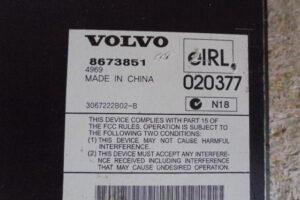 VOLVO
8673851
4969
MADE IN CHINA
GIRL
020377
N18
3067222B02-B
THIS DEVICE COMPLIES WITH PART 15 OF
THE FCC RULES. OPERATION IS SUBJECT TO
THE FOLLOWING TWO CONDITIONS:
(1) THIS DEVICE MAY NOT CAUSE HARMFUL
INTERFERENCE.
(2) THIS DEVICE MUST ACCEPT ANY INTERFERE-
NCE RECEIVED INCLUDING INTERFERENCE
THAT MAY CAUSE UNDESIRED OPERATION.